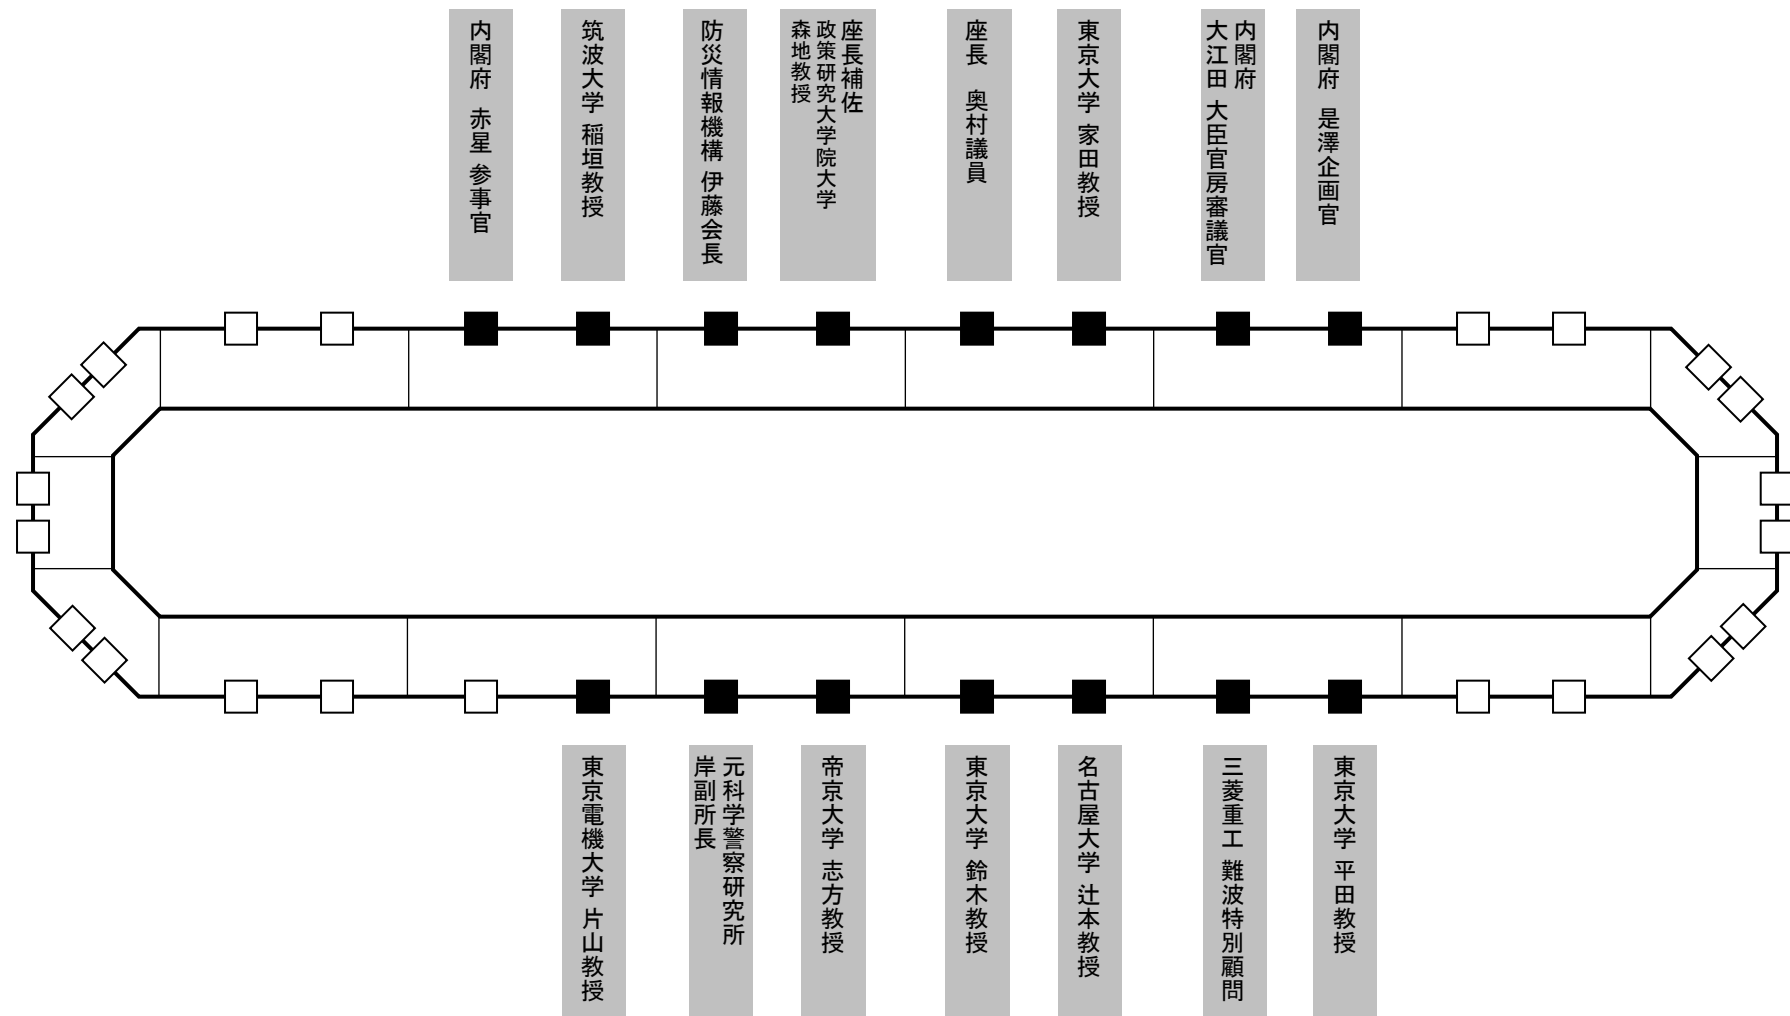 内閣府 赤星 参事官
筑波大学 稲垣教授
防災情報機構 伊藤会長
座長補佐
政策研究大学院大学
森地教授
座長 奥村議員
東京大学 家田教授
内閣府
大江田 大臣官房審議官
内閣府 是澤企画官
東京電機大学 片山教授
元科学警察研究所
岸副所長
帝京大学 志方教授
東京大学 鈴木教授
名古屋大学 辻本教授
三菱重工 難波特別顧問
東京大学 平田教授